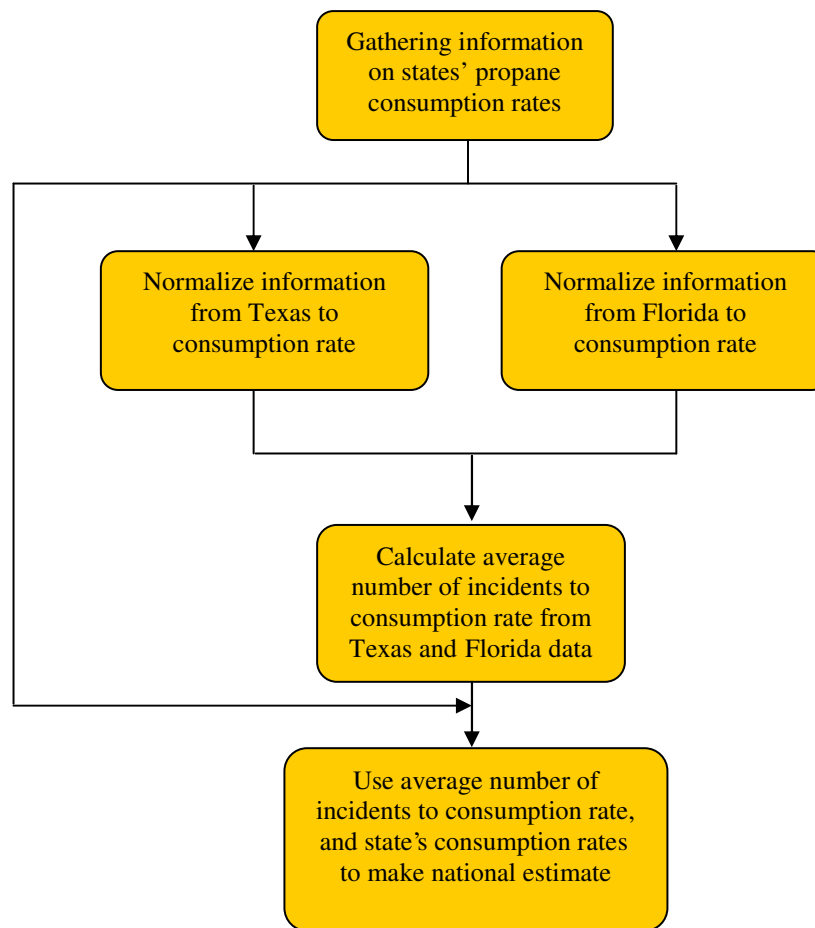 Gathering information
on states’ propane
consumption rates
Normalize information
from Texas to
consumption rate
Normalize information
from Florida to
consumption rate
Calculate average
number of incidents to
consumption rate from
Texas and Florida data
Use average number of
incidents to consumption rate,
and state’s consumption rates
to make national estimate